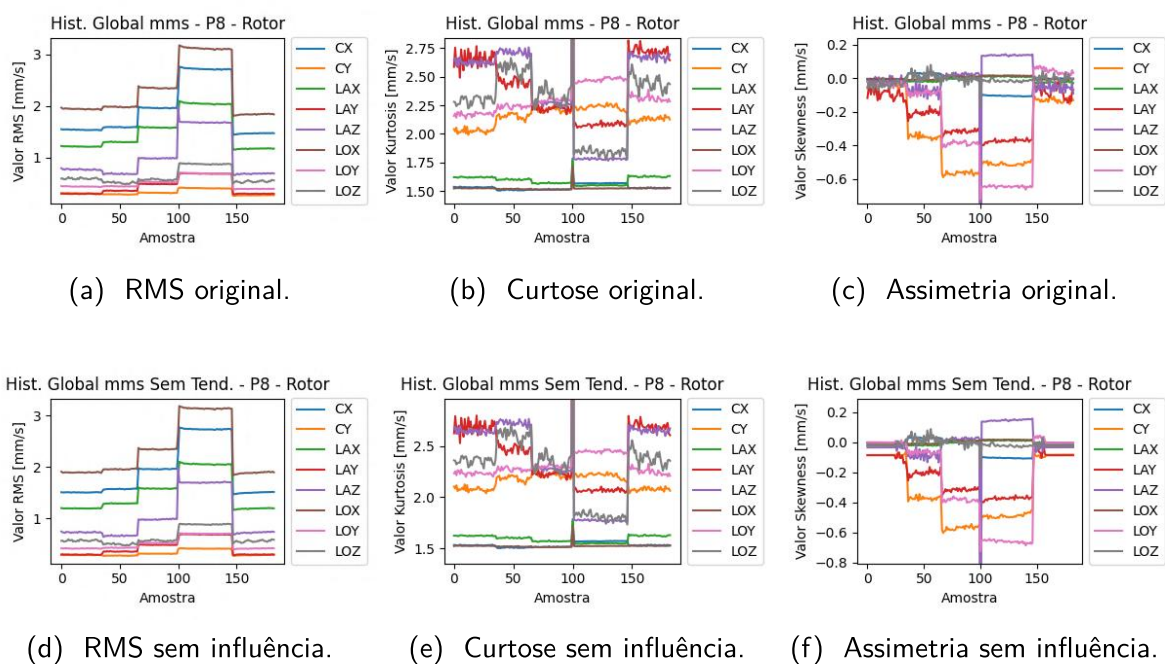 Hist. Global mms - P8 - Rotor
Valor RMS [mm/s]
3
2
1
0 50 100 150
Amostra
CX
CY
LAX
LAY
LAZ
LOX
LOY
LOZ
Hist. Global mms - P8 - Rotor
Valor Kurtosis [mm/s]
2.75
2.50
2.25
2.00
1.75
1.50
0 50 100 150
Amostra
CX
CY
LAX
LAY
LAZ
LOX
LOY
LOZ
Hist. Global mms - P8 - Rotor
Valor Skewness [mm/s]
0.2
0.0
−0.2
−0.4
−0.6
0 50 100 150
Amostra
CX
CY
LAX
LAY
LAZ
LOX
LOY
LOZ
(a) RMS original.
(b) Curtose original.
(c) Assimetria original.
Hist. Global mms Sem Tend. - P8 - Rotor
Valor RMS [mm/s]
3
2
1
0 50 100 150
Amostra
CX
CY
LAX
LAY
LAZ
LOX
LOY
LOZ
Hist. Global mms Sem Tend. - P8 - Rotor
Valor Kurtosis [mm/s]
2.5
2.0
1.5
0 50 100 150
Amostra
CX
CY
LAX
LAY
LAZ
LOX
LOY
LOZ
Hist. Global mms Sem Tend. - P8 - Rotor
Valor Skewness [mm/s]
0.2
0.0
−0.2
−0.4
−0.6
−0.8
0 50 100 150
Amostra
CX
CY
LAX
LAY
LAZ
LOX
LOY
LOZ
(d) RMS sem influência.
(e) Curtose sem influência.
(f) Assimetria sem influência.